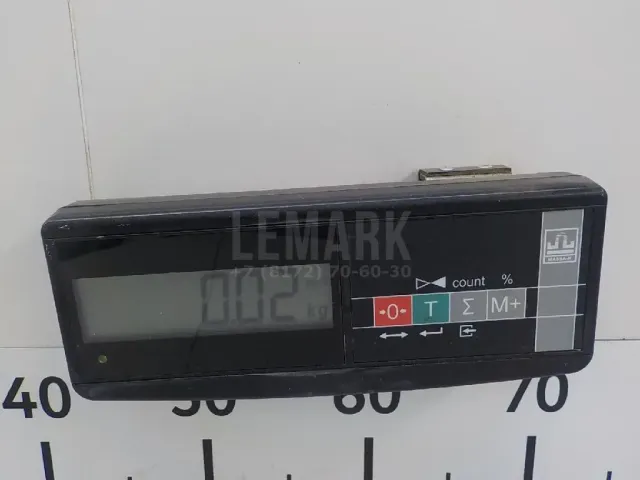 LEMARK
+7 (8172) 70-60-30
0.02 kg
count %
→0← T Σ M+
40 50 60 70